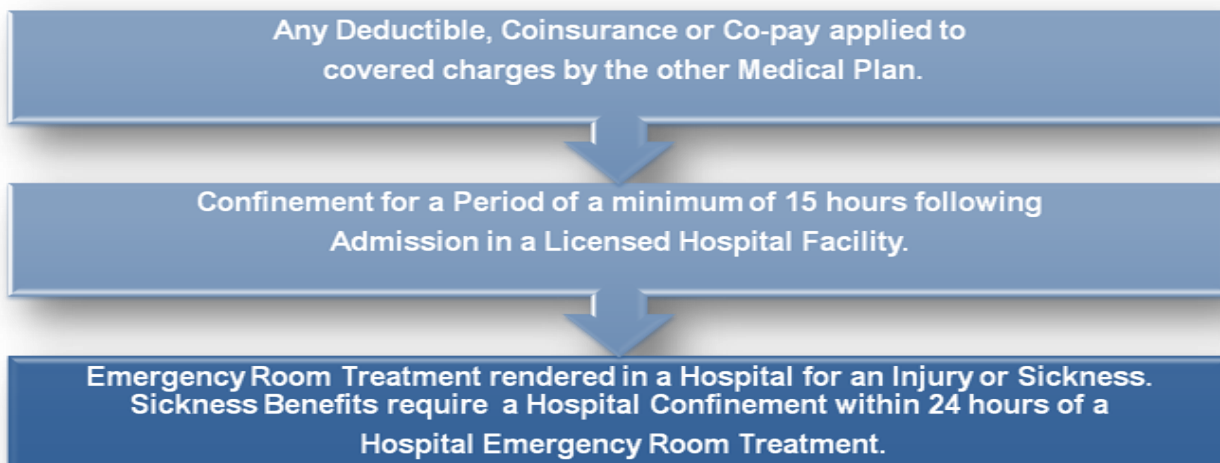 Any Deductible, Coinsurance or Co-pay applied to
covered charges by the other Medical Plan.
Confinement for a Period of a minimum of 15 hours following
Admission in a Licensed Hospital Facility.
Emergency Room Treatment rendered in a Hospital for an Injury or Sickness.
Sickness Benefits require a Hospital Confinement within 24 hours of a
Hospital Emergency Room Treatment.